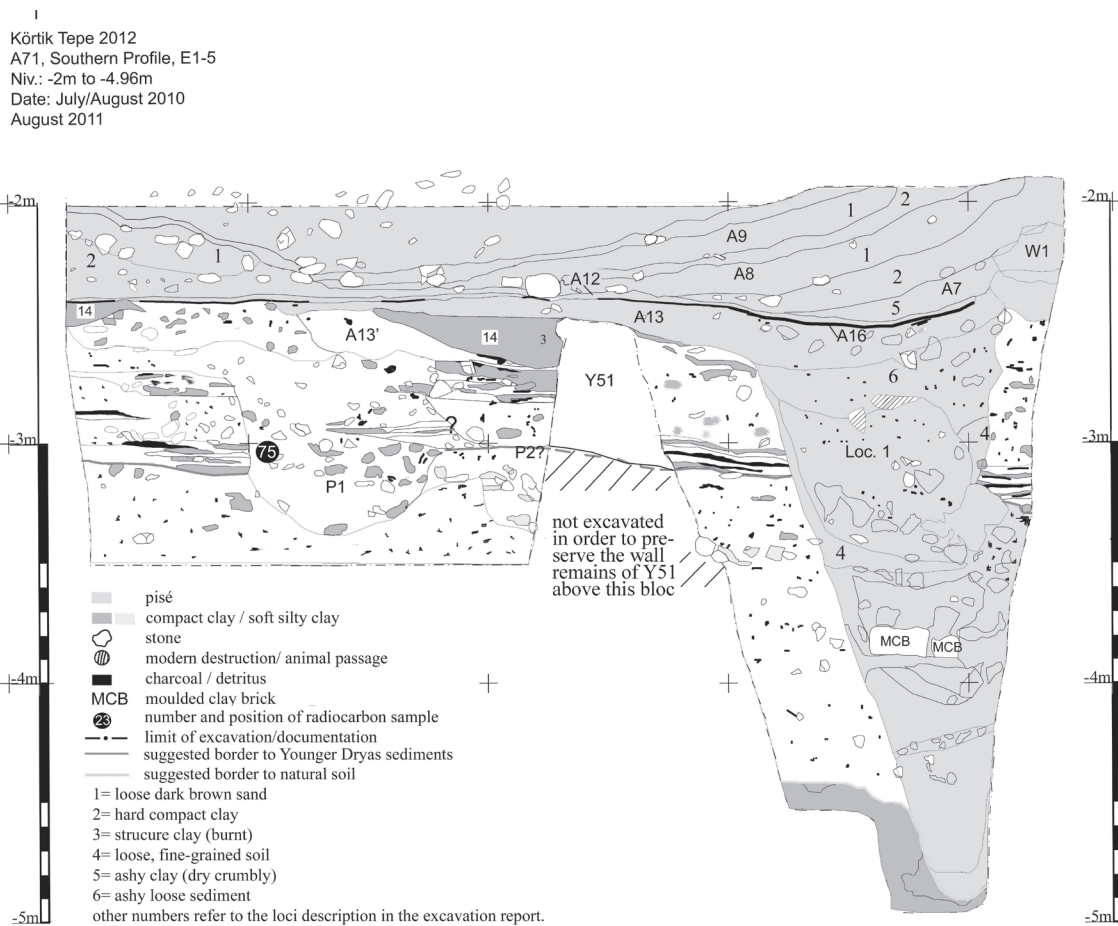 Körtik Tepe 2012
A71, Southern Profile, E1-5
Niv.: -2m to -4.96m
Date: July/August 2010
August 2011
-2m
-2m
2
1
A9
1
2
W1
2
1
A12
A8
1
2
A7
5
14
A13'
14
3
A13
A16
Y51
6
?
4
-3m
-3m
75
P2?
Loc. 1
P1
not excavated
in order to pre-
serve the wall
remains of Y51
above this bloc
4
MCB
MCB
-4m
-4m
pisé
compact clay / soft silty clay
stone
modern destruction/ animal passage
charcoal / detritus
MCB moulded clay brick
23 number and position of radiocarbon sample
limit of excavation/documentation
suggested border to Younger Dryas sediments
suggested border to natural soil
1= loose dark brown sand
2= hard compact clay
3= strucure clay (burnt)
4= loose, fine-grained soil
5= ashy clay (dry crumbly)
6= ashy loose sediment
other numbers refer to the loci description in the excavation report.
-5m
-5m